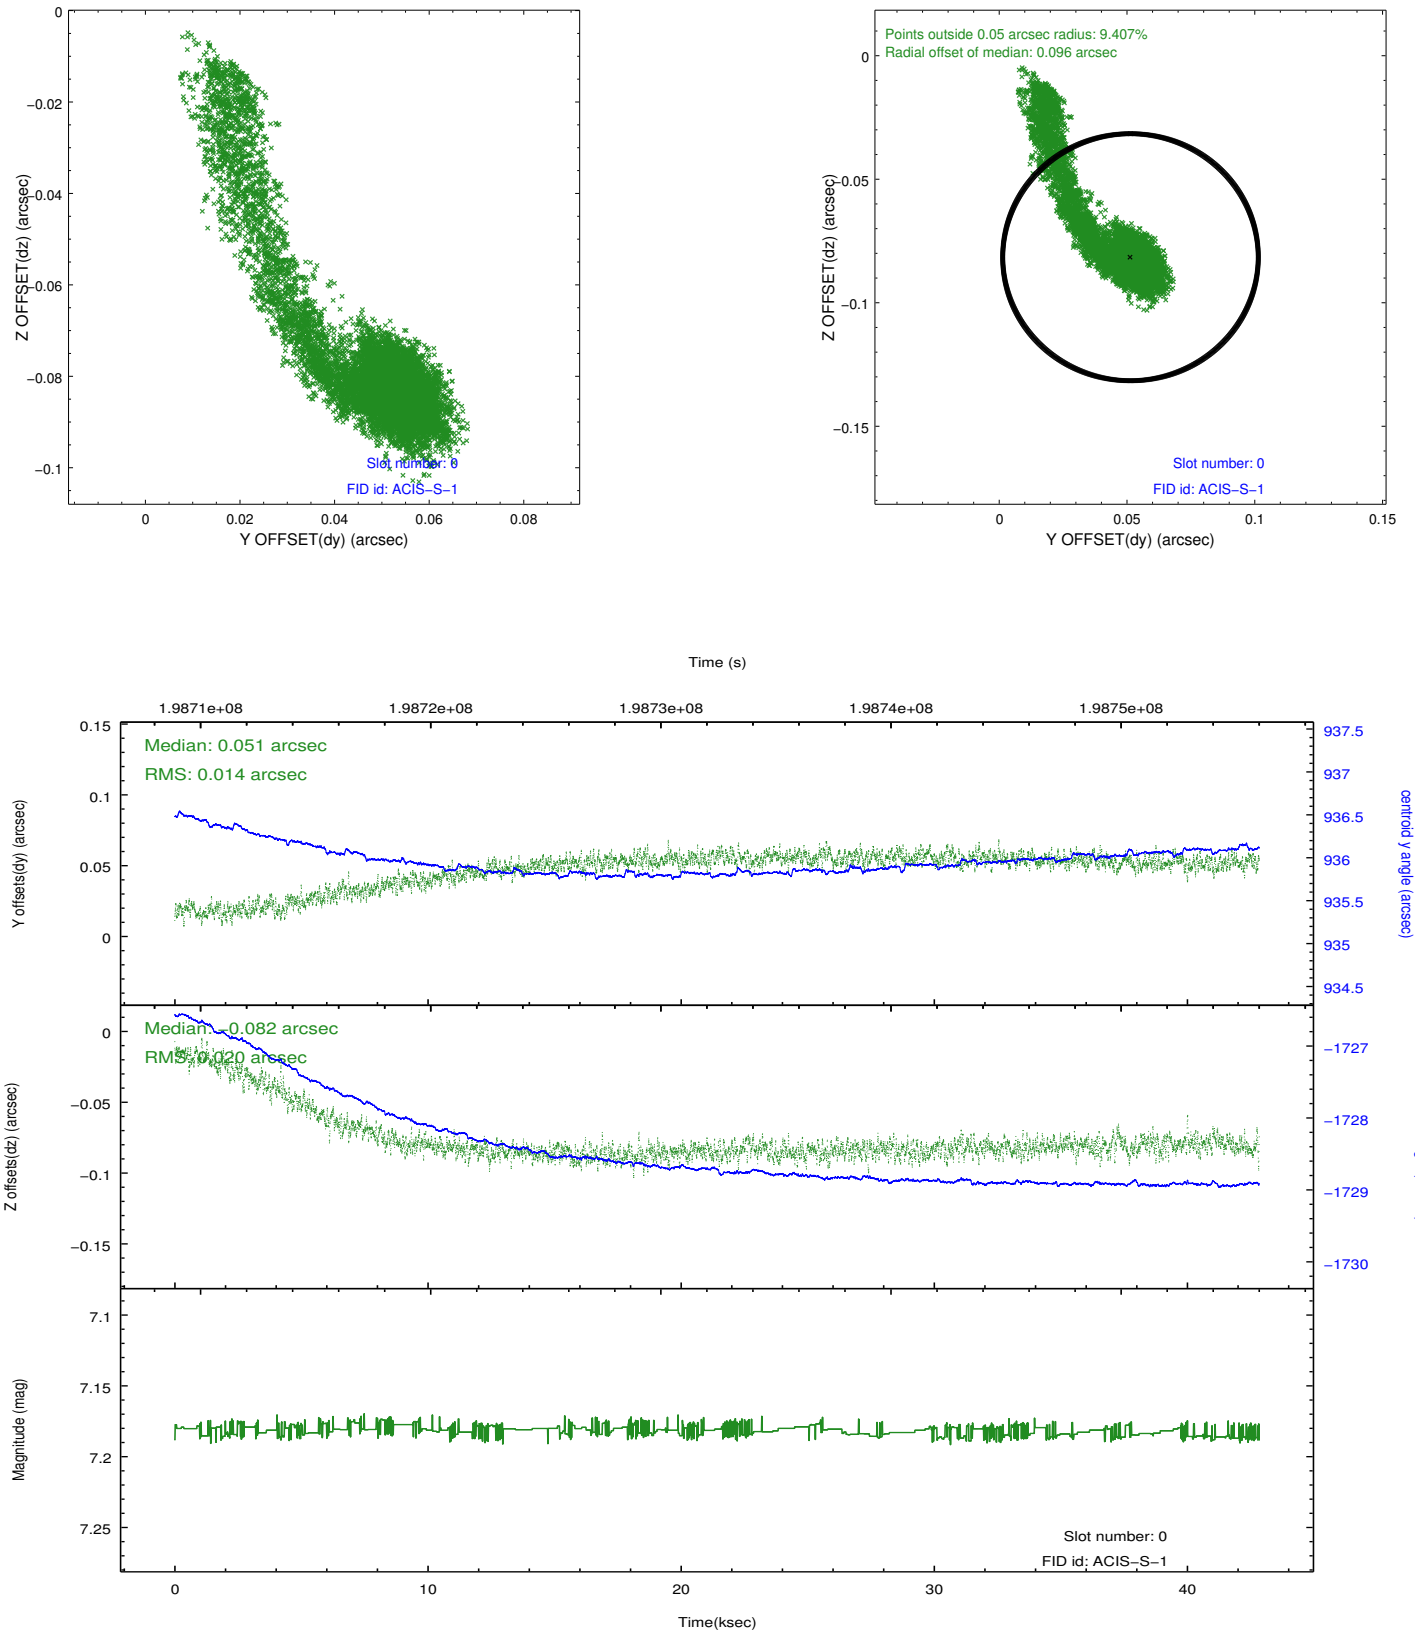 0
−0.02
−0.04
−0.06
−0.08
−0.1
Z OFFSET(dz) (arcsec)
0 0.02 0.04 0.06 0.08
Y OFFSET(dy) (arcsec)
Slot number: 0
FID id: ACIS−S−1
Points outside 0.05 arcsec radius: 9.407%
Radial offset of median: 0.096 arcsec
0
−0.05
−0.1
−0.15
Z OFFSET(dz) (arcsec)
0 0.05 0.1 0.15
Y OFFSET(dy) (arcsec)
Slot number: 0
FID id: ACIS−S−1
Time (s)
1.9871e+08 1.9872e+08 1.9873e+08 1.9874e+08 1.9875e+08
Median: 0.051 arcsec
RMS: 0.014 arcsec
0.15
0.1
0.05
0
Y offsets(dy) (arcsec)
937.5
937
936.5
936
935.5
935
934.5
centroid y angle (arcsec)
Median: −0.082 arcsec
RMS: 0.020 arcsec
0
−0.05
−0.1
−0.15
Z offsets(dz) (arcsec)
−1727
−1728
−1729
−1730
7.1
7.15
7.2
7.25
Magnitude (mag)
Slot number: 0
FID id: ACIS−S−1
0 10 20 30 40
Time(ksec)